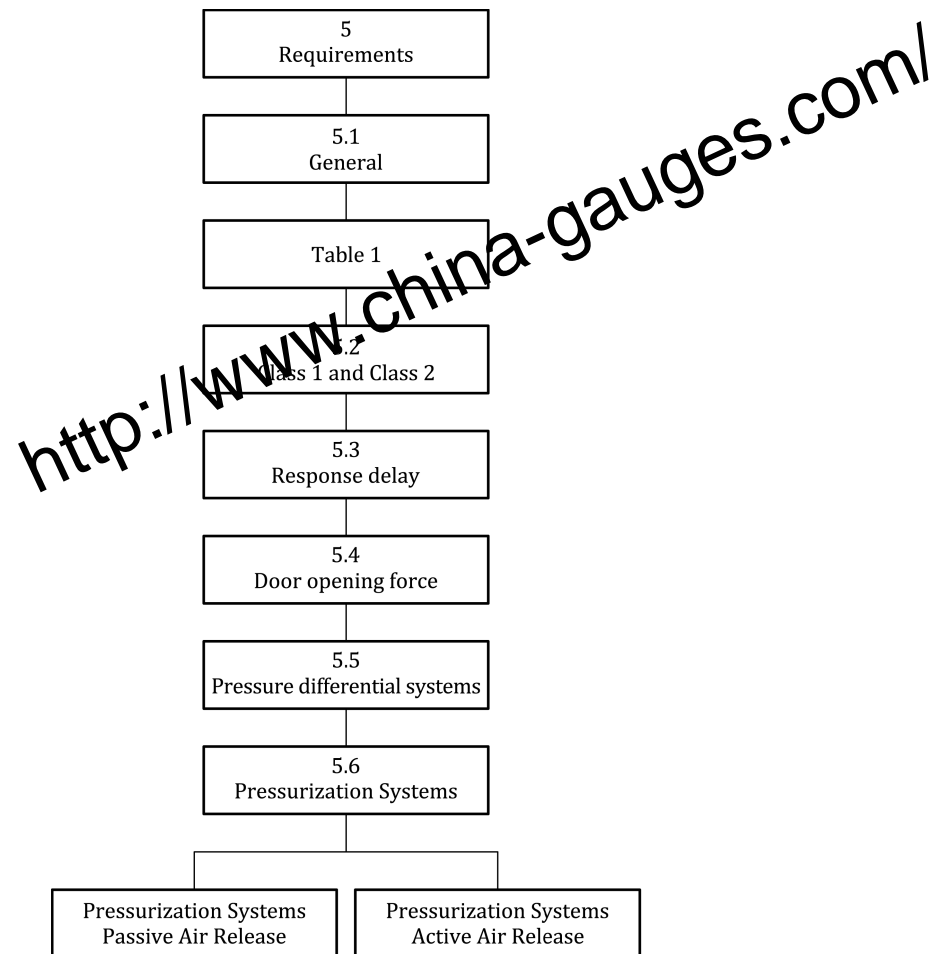 5
Requirements
5.1
General
Table 1
5.2
Class 1 and Class 2
5.3
Response delay
5.4
Door opening force
5.5
Pressure differential systems
5.6
Pressurization Systems
Pressurization Systems
Passive Air Release
Pressurization Systems
Active Air Release
http://www.china-gauges.com/